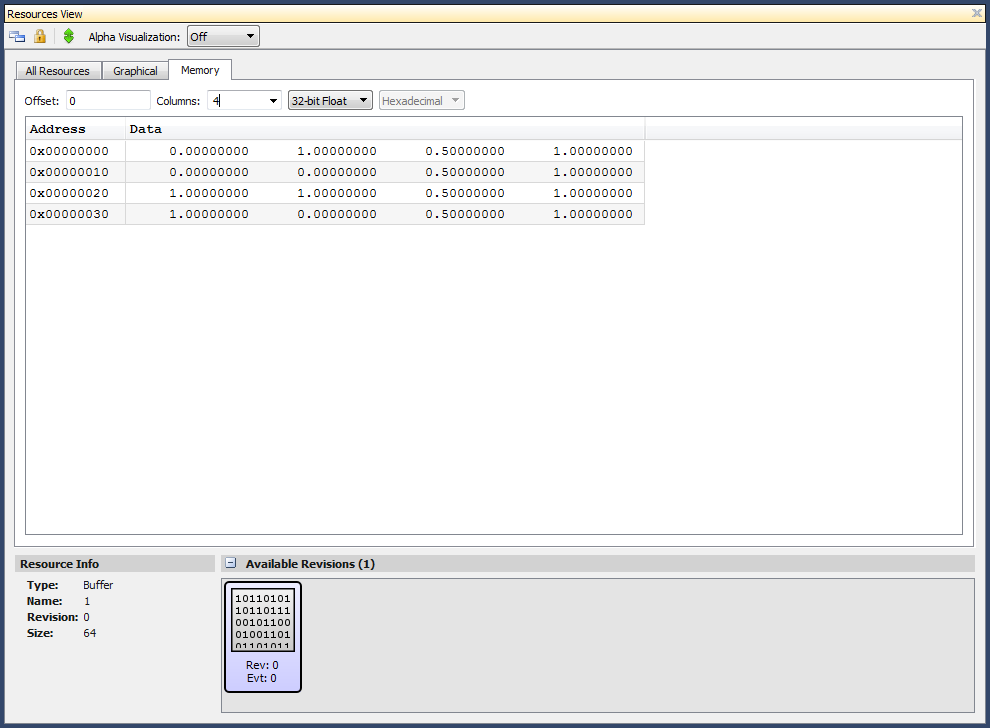 Resources View
Alpha Visualization: Off
All Resources Graphical Memory
Offset: 0 Columns: 4 32-bit Float Hexadecimal
Address Data
0x00000000 0.00000000 1.00000000 0.50000000 1.00000000
0x00000010 0.00000000 0.00000000 0.50000000 1.00000000
0x00000020 1.00000000 1.00000000 0.50000000 1.00000000
0x00000030 1.00000000 0.00000000 0.50000000 1.00000000
Resource Info
Type: Buffer
Name: 1
Revision: 0
Size: 64
Available Revisions (1)
10110101
10110111
00101100
01001101
01101011
Rev: 0
Evt: 0